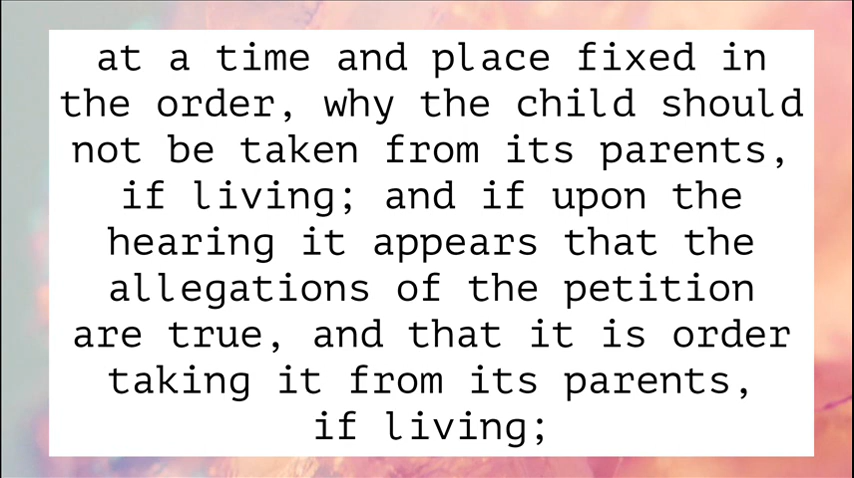 at a time and place fixed in
the order, why the child should
not be taken from its parents,
if living; and if upon the
hearing it appears that the
allegations of the petition
are true, and that it is order
taking it from its parents,
if living;